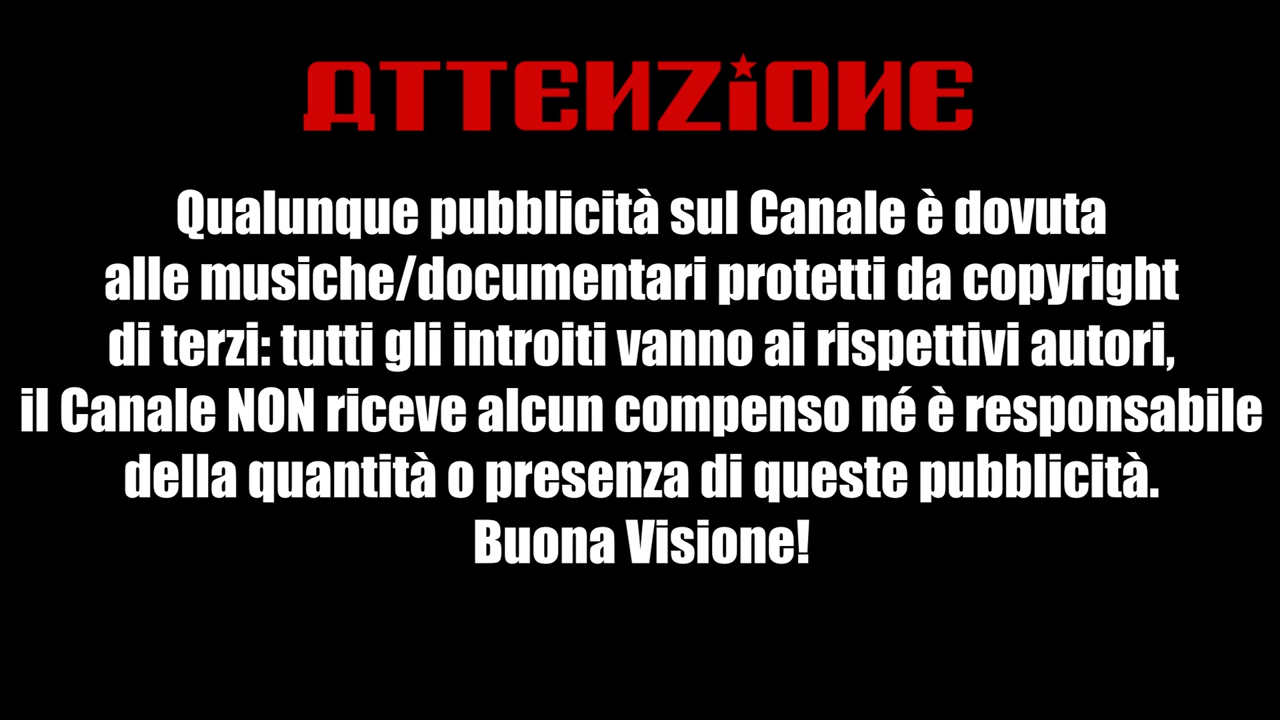 ATTENZiONE
Qualunque pubblicità sul Canale è dovuta
alle musiche/documentari protetti da copyright
di terzi: tutti gli introiti vanno ai rispettivi autori,
il Canale NON riceve alcun compenso né è responsabile
della quantità o presenza di queste pubblicità.
Buona Visione!